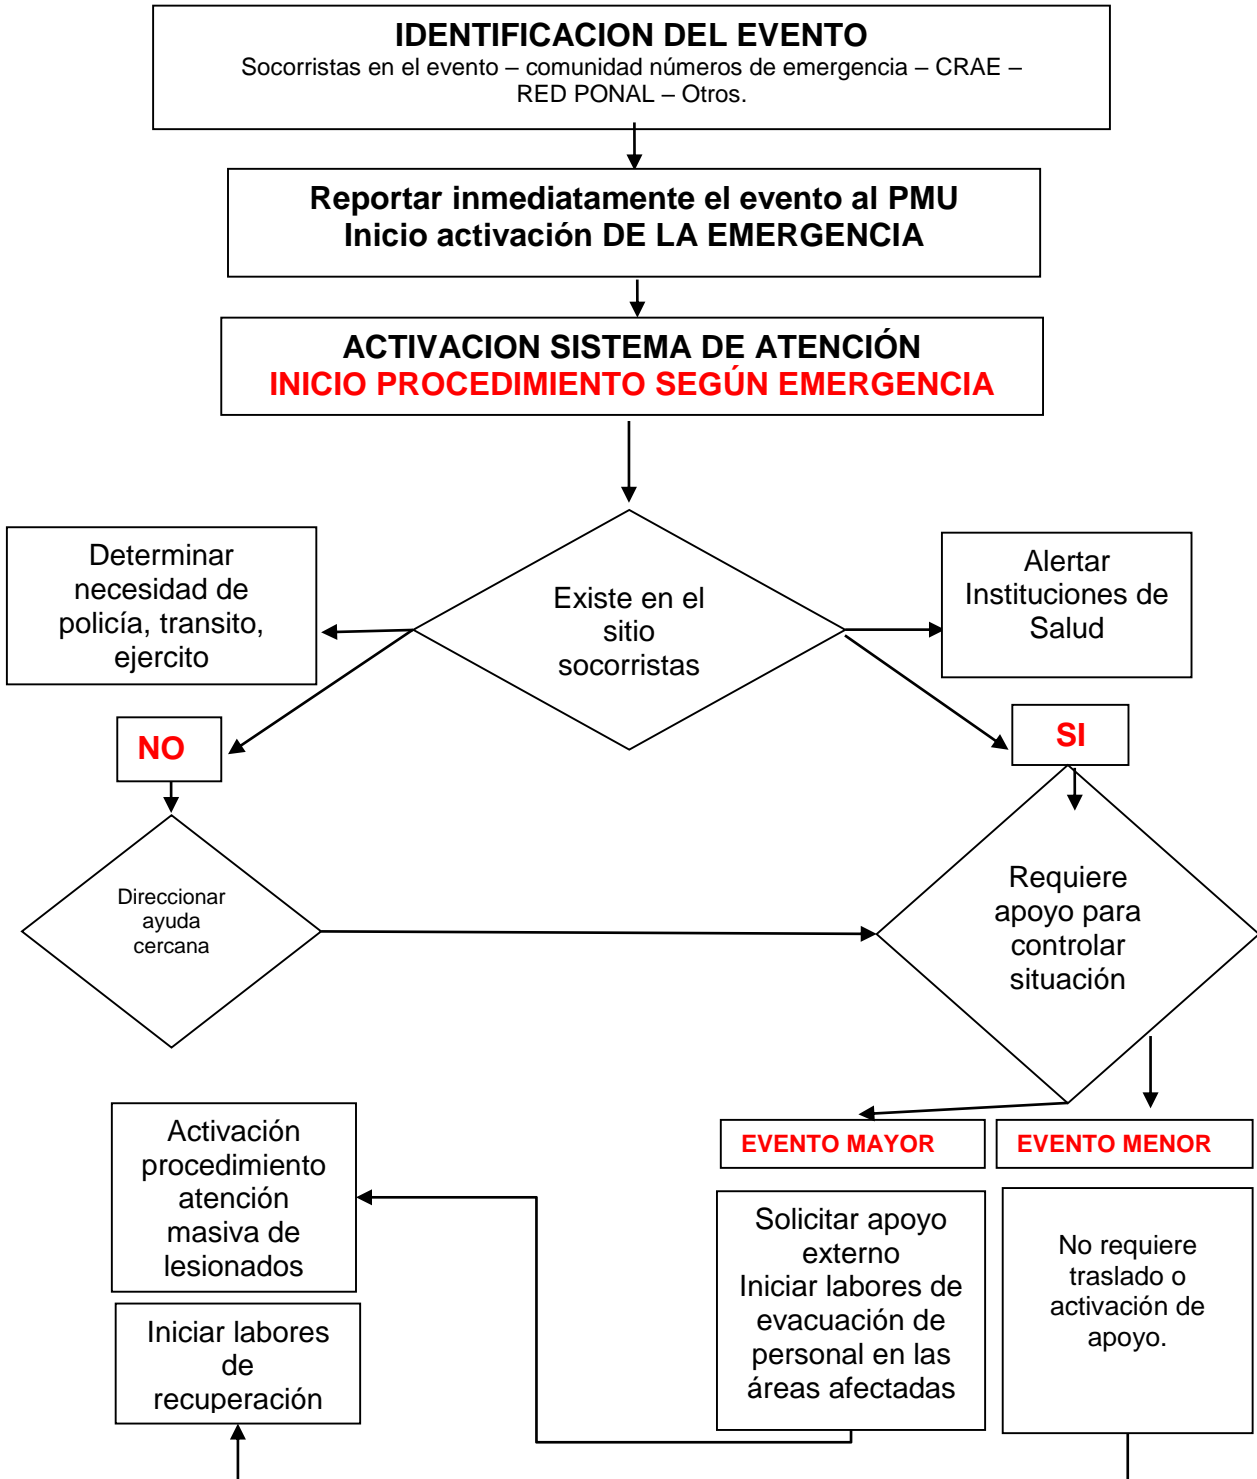 IDENTIFICACION DEL EVENTO
Socorristas en el evento – comunidad números de emergencia – CRAE –
RED PONAL – Otros.
Reportar inmediatamente el evento al PMU
Inicio activación DE LA EMERGENCIA
ACTIVACION SISTEMA DE ATENCIÓN
INICIO PROCEDIMIENTO SEGÚN EMERGENCIA
Determinar
necesidad de
policía, transito,
ejercito
Existe en el
sitio
socorristas
Alertar
Instituciones de
Salud
NO
SI
Direccionar
ayuda
cercana
Requiere
apoyo para
controlar
situación
EVENTO MAYOR
EVENTO MENOR
Activación
procedimiento
atención
masiva de
lesionados
Solicitar apoyo
externo
Iniciar labores de
evacuación de
personal en las
áreas afectadas
No requiere
traslado o
activación de
apoyo.
Iniciar labores
de
recuperación